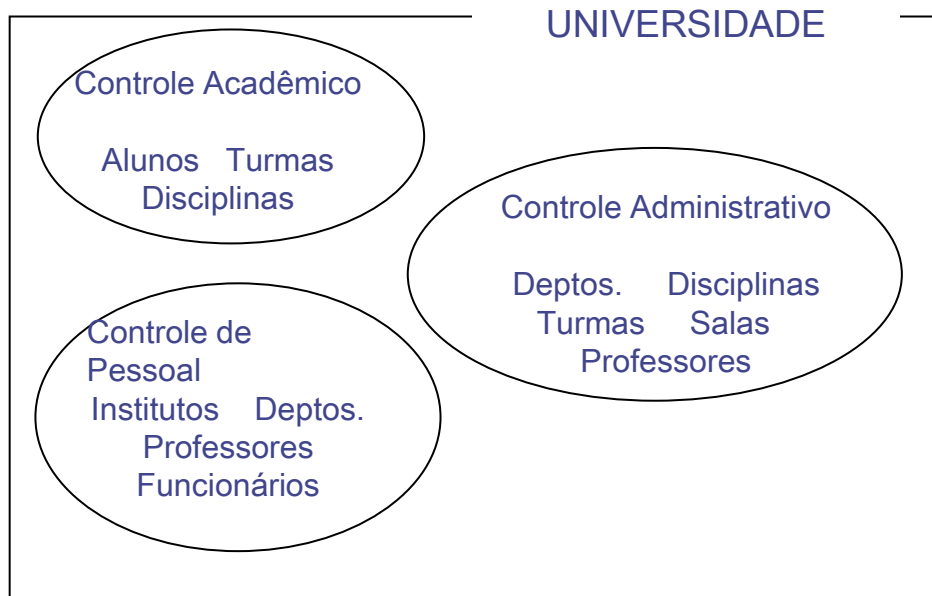 UNIVERSIDADE
Controle Acadêmico
Alunos Turmas
Disciplinas
Controle Administrativo
Deptos. Disciplinas
Turmas Salas
Professores
Controle de
Pessoal
Institutos Deptos.
Professores
Funcionários